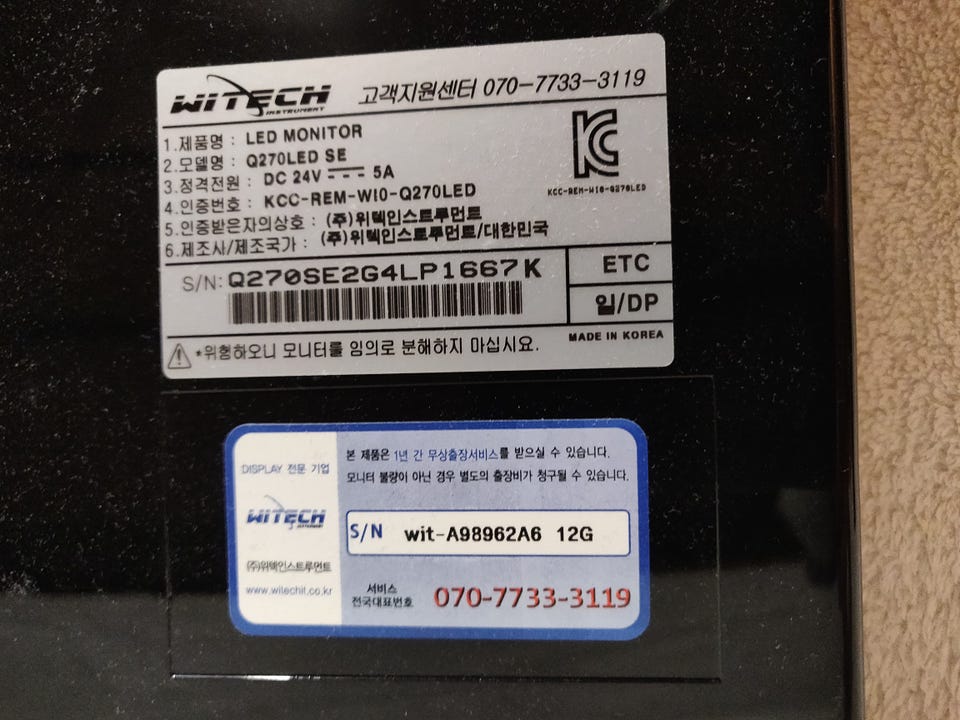 WITECH
INSTRUMENT
고객지원센터 070-7733-3119
1.제품명 : LED MONITOR
2.모델명 : Q270LED SE
3.정격전원 : DC 24V ⎓ 5A
4.인증번호 : KCC-REM-WI0-Q270LED
5.인증받은자의상호 : (주)위텍인스트루먼트
6.제조사/제조국가 : (주)위텍인스트루먼트/대한민국
KC
KCC-REM-WI0-Q270LED
S/N: Q270SE2G4LP1667K
ETC
일/DP
*위험하오니 모니터를 임의로 분해하지 마십시요.
MADE IN KOREA
DISPLAY 전문 기업
WITECH
INSTRUMENT
(주)위텍인스트루먼트
www.witechit.co.kr
본 제품은 1년 간 무상출장서비스를 받으실 수 있습니다.
모니터 불량이 아닌 경우 별도의 출장비가 청구될 수 있습니다.
S/N wit-A98962A6 12G
서비스
전국대표번호
070-7733-3119